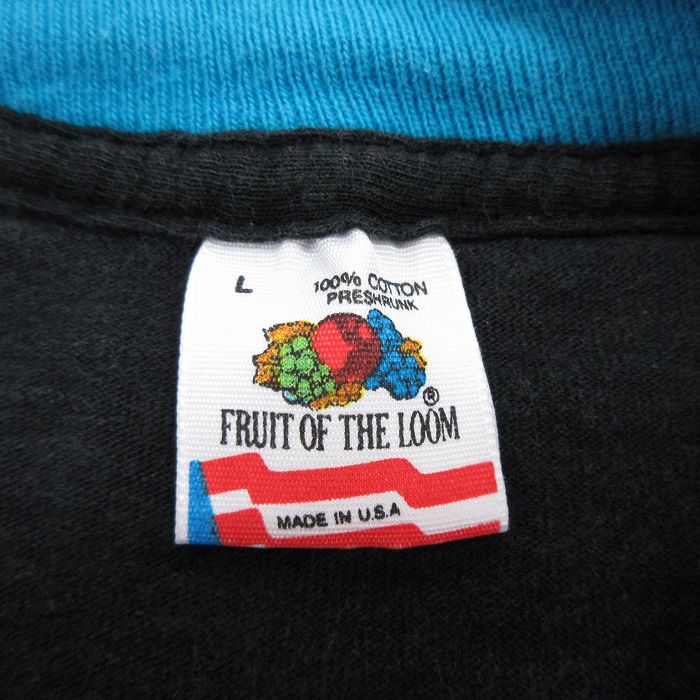 L
100% COTTON
PRESHRUNK
®
FRUIT OF THE LOOM
MADE IN U.S.A